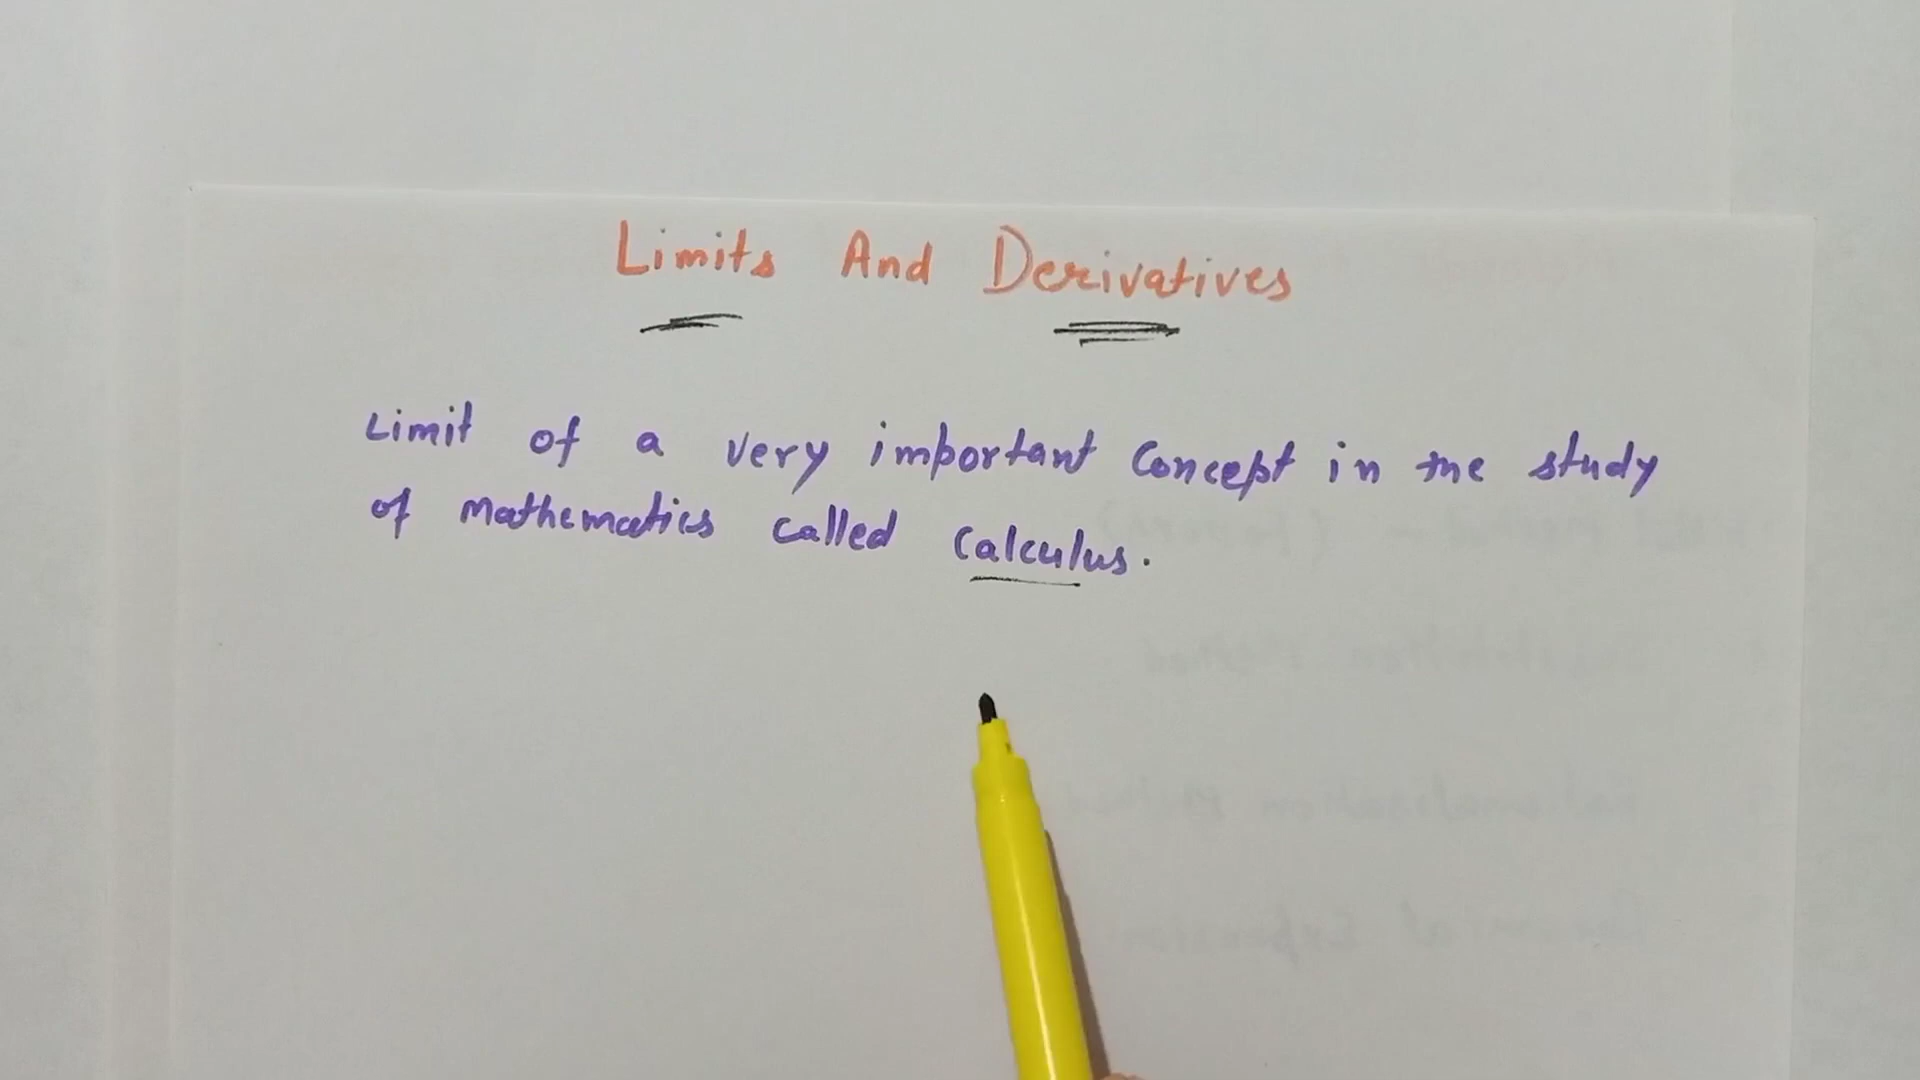 Limits And Derivatives
Limit of a very important concept in the study
of mathematics called calculus.